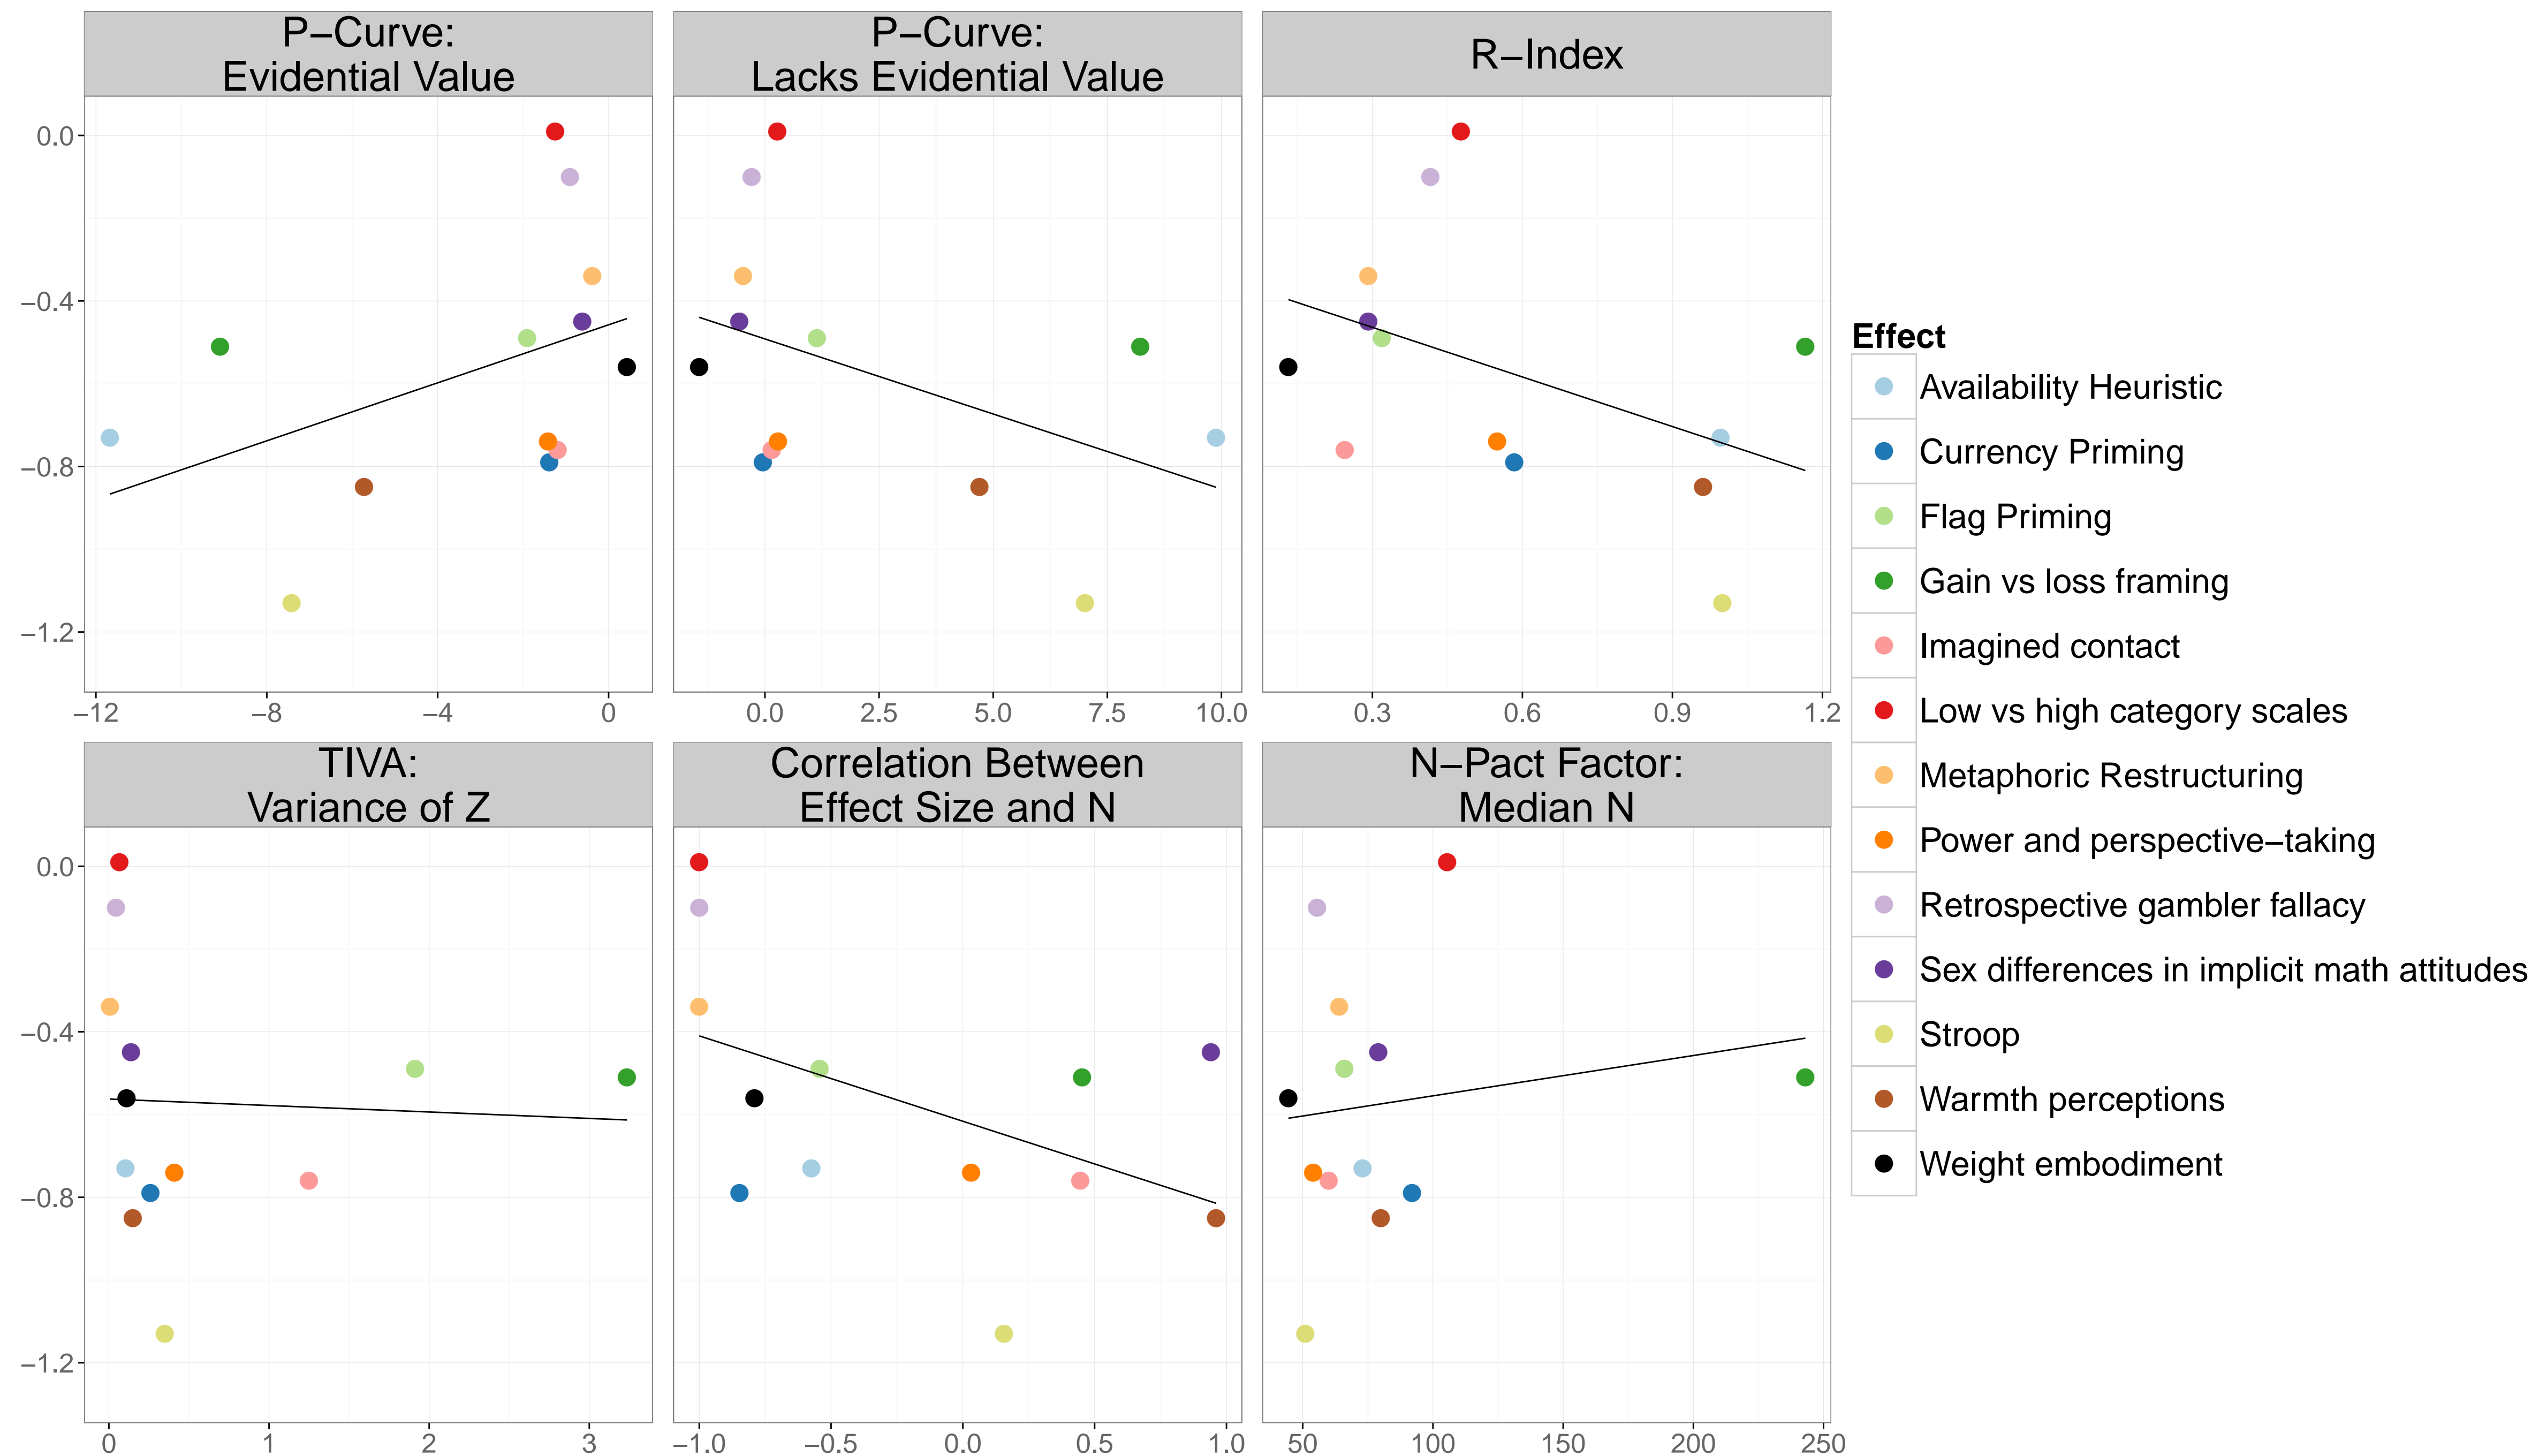 P−Curve:
Evidential Value
P−Curve:
Lacks Evidential Value
R−Index
0.0
−0.4
−0.8
−1.2
−12 −8 −4 0
0.0 2.5 5.0 7.5 10.0
0.3 0.6 0.9 1.2
TIVA:
Variance of Z
Correlation Between
Effect Size and N
N−Pact Factor:
Median N
0.0
−0.4
−0.8
−1.2
0 1 2 3
−1.0 −0.5 0.0 0.5 1.0
50 100 150 200 250
Effect
Availability Heuristic
Currency Priming
Flag Priming
Gain vs loss framing
Imagined contact
Low vs high category scales
Metaphoric Restructuring
Power and perspective−taking
Retrospective gambler fallacy
Sex differences in implicit math attitudes
Stroop
Warmth perceptions
Weight embodiment